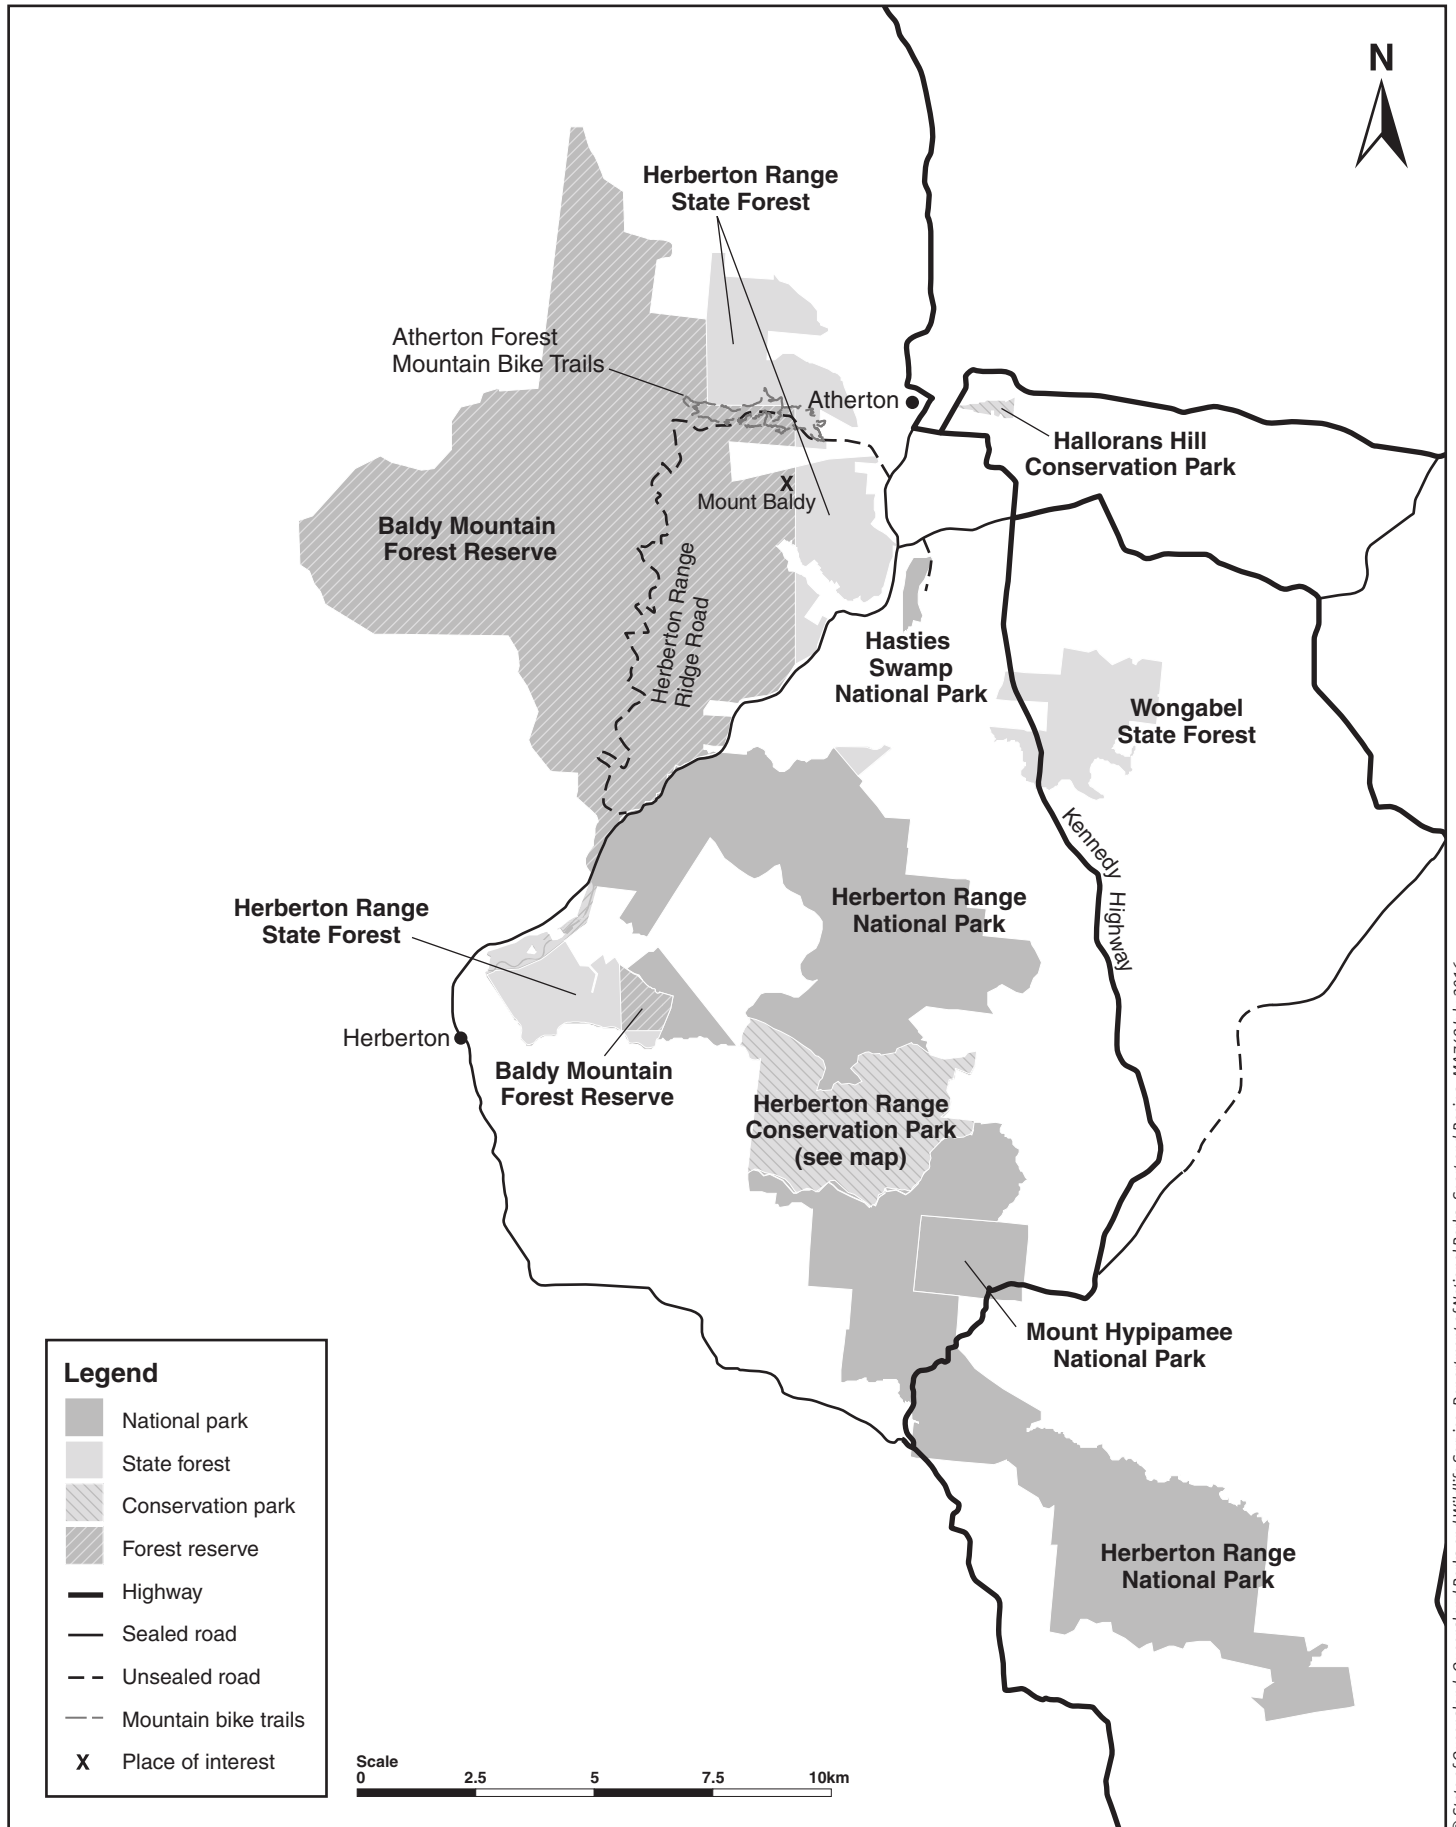 N
Herberton Range
State Forest
Atherton Forest
Mountain Bike Trails
Atherton
Hallorans Hill
Conservation Park
Mount Baldy
X
Baldy Mountain
Forest Reserve
Herberton Range
Ridge Road
Hasties
Swamp
National Park
Wongabel
State Forest
Kennedy Highway
Herberton Range
National Park
Herberton Range
State Forest
Herberton
Baldy Mountain
Forest Reserve
Herberton Range
Conservation Park
(see map)
Mount Hypipamee
National Park
Herberton Range
National Park
Legend
National park
State forest
Conservation park
Forest reserve
Highway
Sealed road
Unsealed road
Mountain bike trails
X Place of interest
Scale
0 2.5 5 7.5 10km